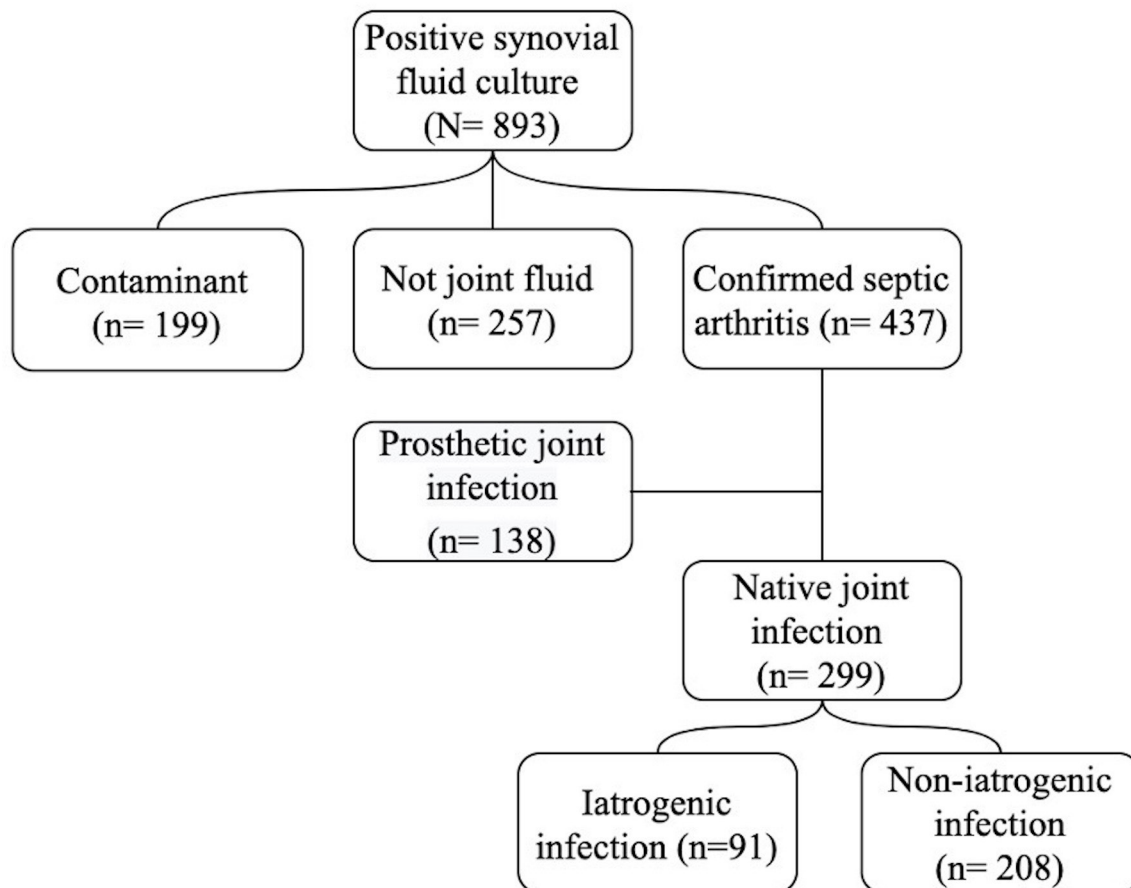 Positive synovial
fluid culture
(N= 893)
Contaminant
(n= 199)
Not joint fluid
(n= 257)
Confirmed septic
arthritis (n= 437)
Prosthetic joint
infection
(n= 138)
Native joint
infection
(n= 299)
Iatrogenic
infection (n=91)
Non-iatrogenic
infection
(n= 208)